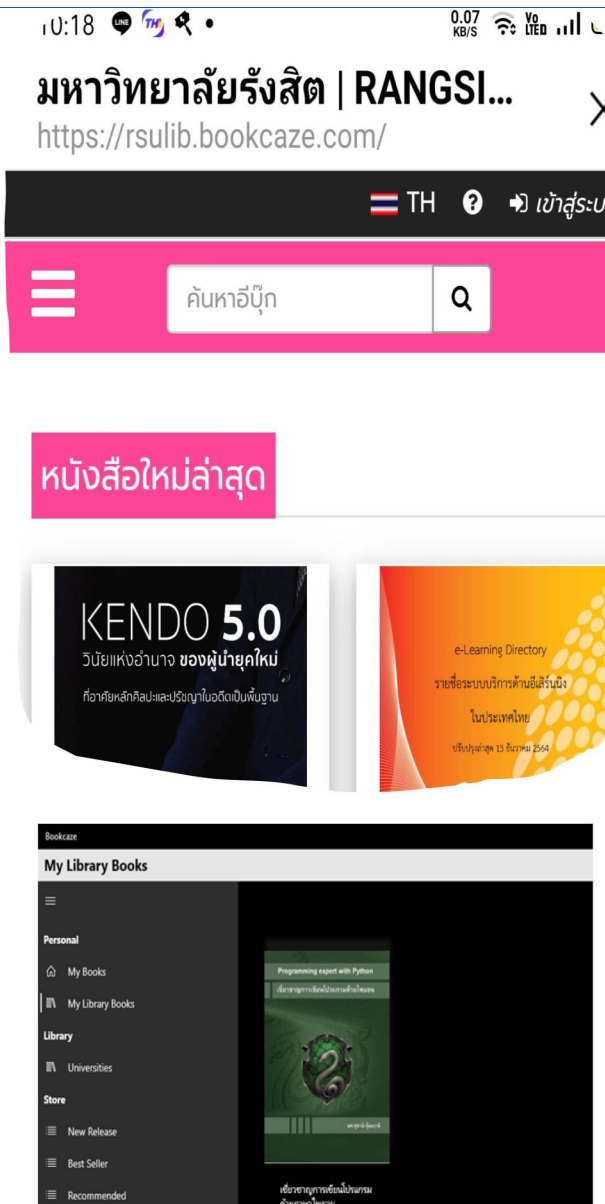 10:18 LINE TH 0.07 KB/S Vo LTE
มหาวิทยาลัยรังสิต | RANGSI...
https://rsulib.bookcaze.com/
TH เข้าสู่ระบ
ค้นหาอีบุ๊ก
หนังสือใหม่ล่าสุด
KENDO 5.0
วินัยแห่งอำนาจ ของผู้นำยุคใหม่
ที่อาศัยหลักศิลปะและปรัชญาในอดีตเป็นพื้นฐาน
e-Learning Directory
รายชื่อระบบบริการด้านอีเลิร์นนิง
ในประเทศไทย
ปรับปรุงล่าสุด 13 ธันวาคม 2564
Bookcaze
My Library Books
Personal
My Books
My Library Books
Library
Universities
Store
New Release
Best Seller
Recommended
Programming expert with Python
เชี่ยวชาญการเขียนโปรแกรมด้วยไพธอน
เชี่ยวชาญการเขียนโปรแกรม